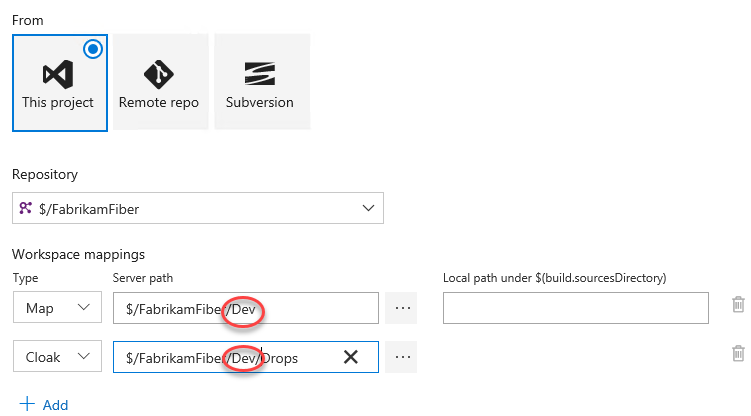 From
This project
Remote repo
Subversion
Repository
$/FabrikamFiber
Workspace mappings
Type
Server path
Local path under $(build.sourcesDirectory)
Map
$/FabrikamFiber/Dev
...
Cloak
$/FabrikamFiber/Dev/Drops
...
Add